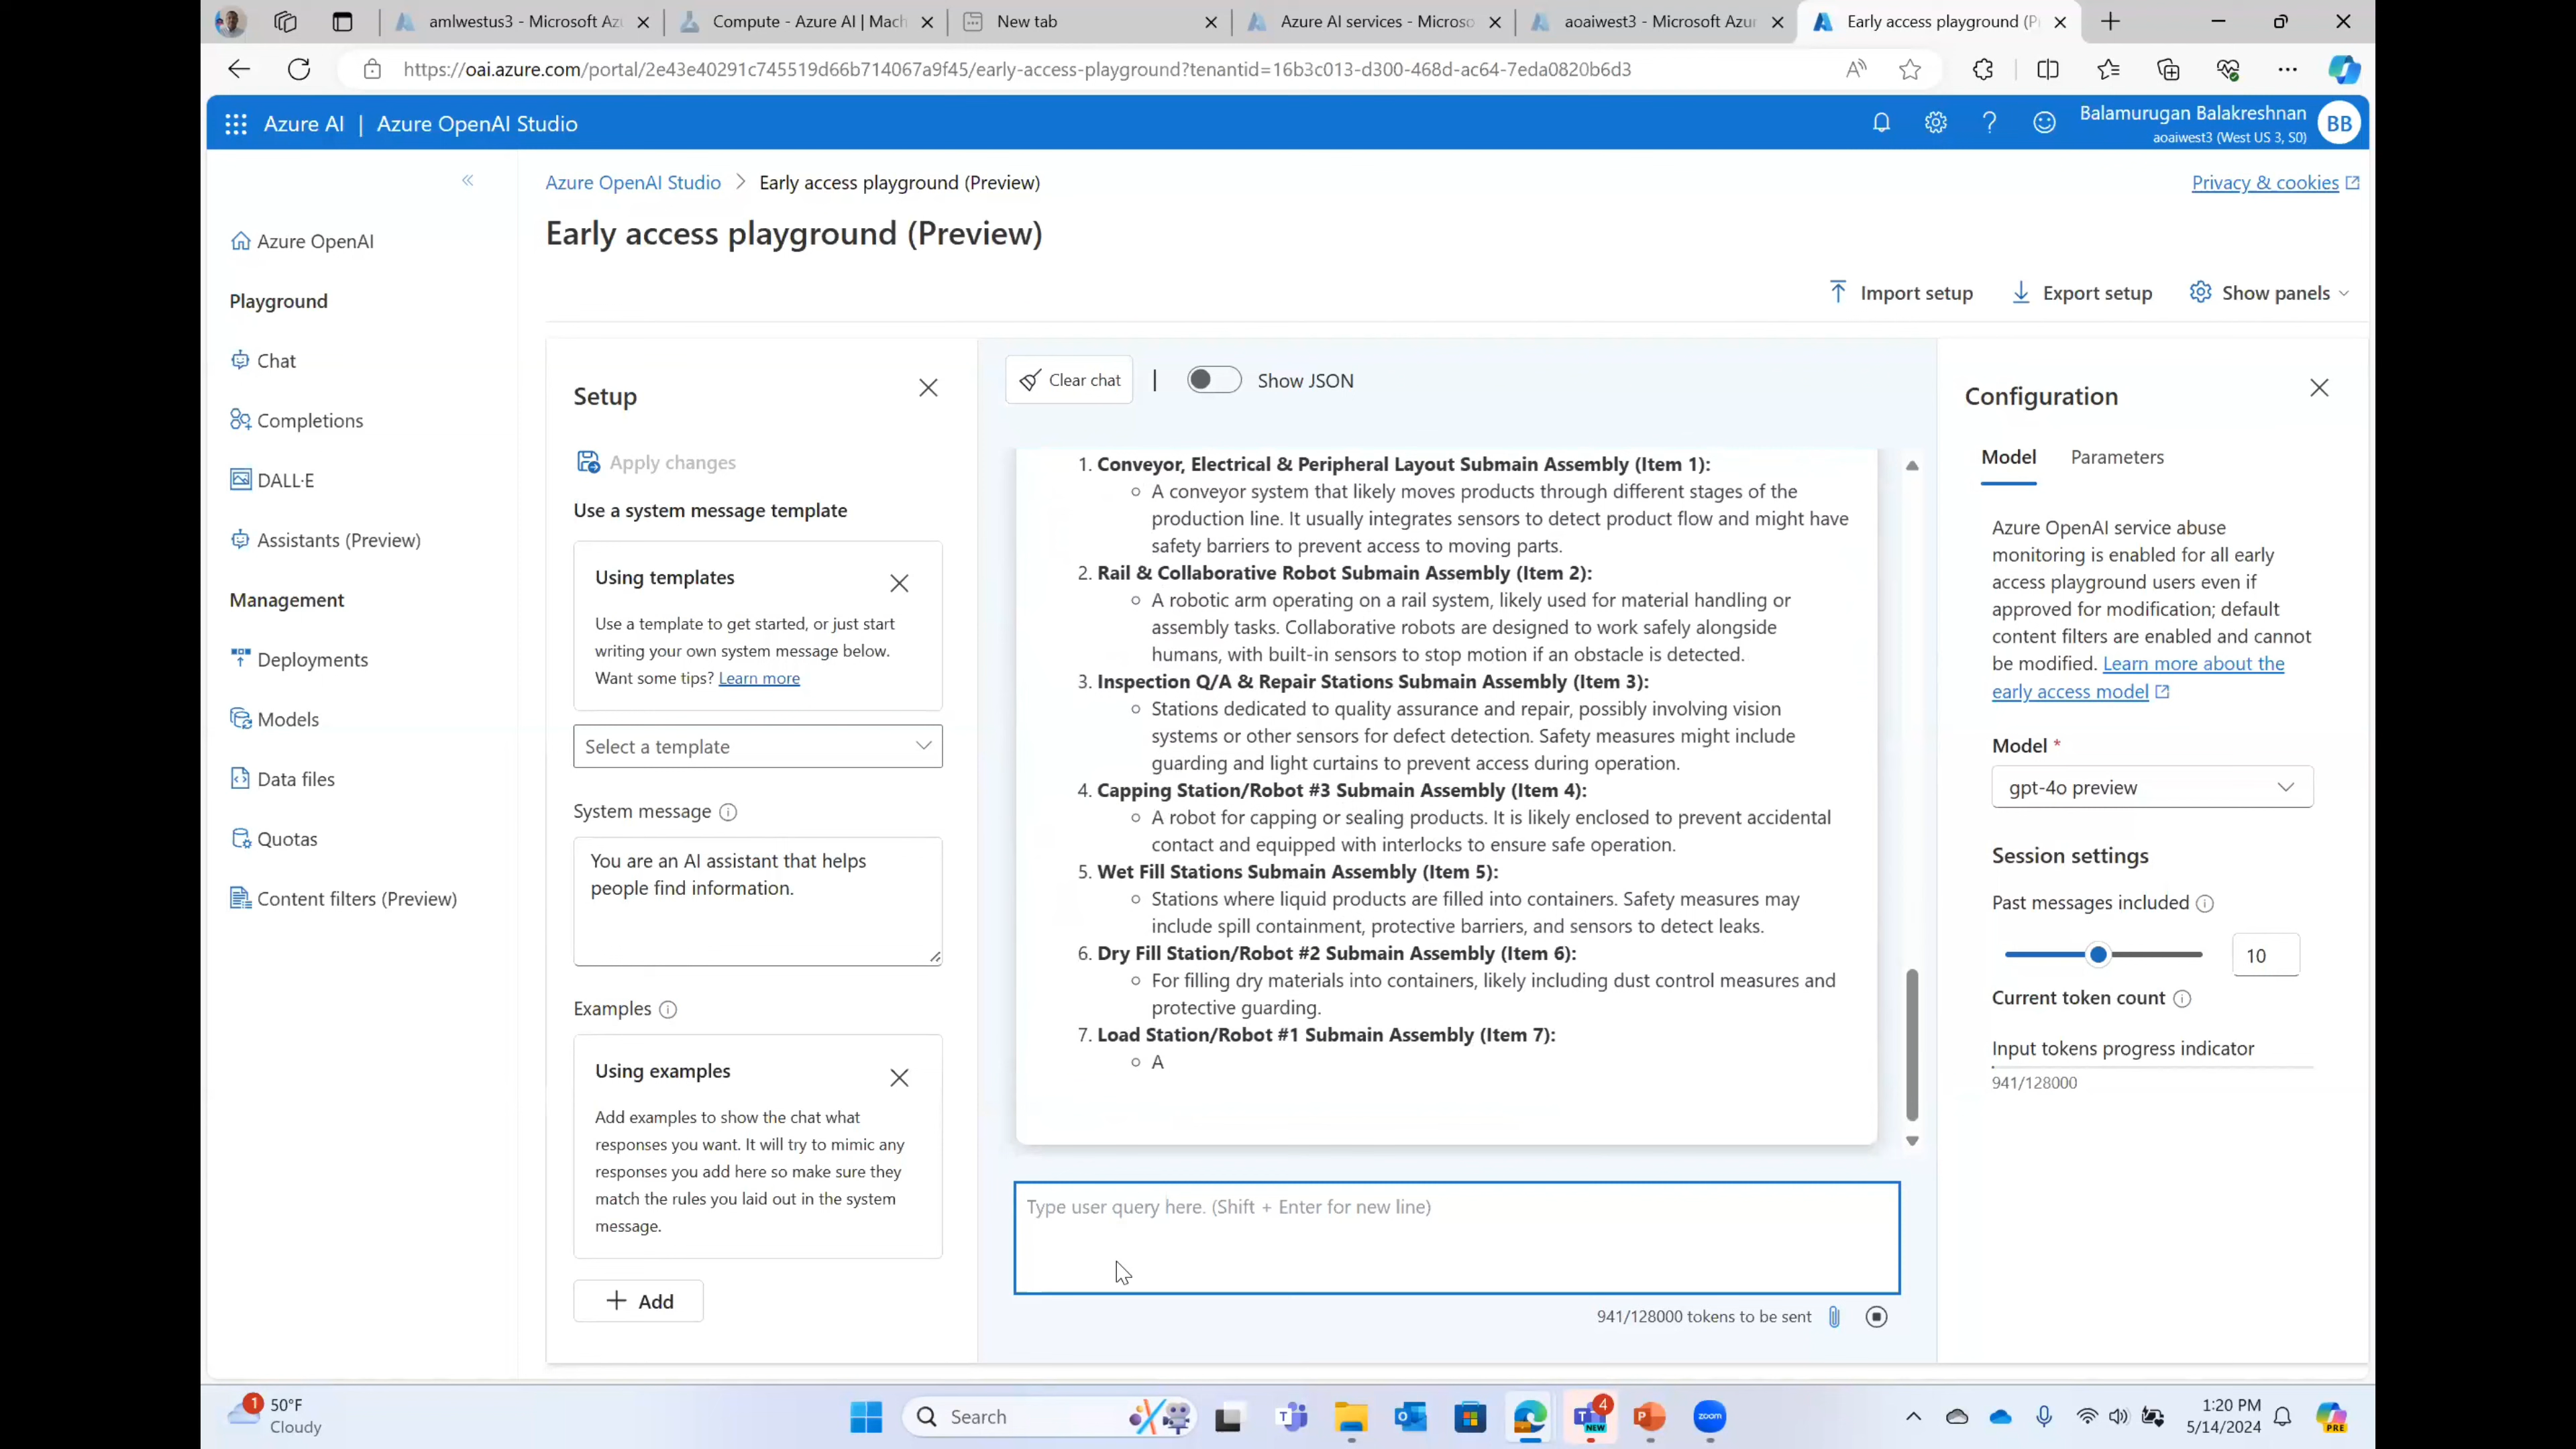 amlwestus3 - Microsoft Az
Compute - Azure AI | Mach
New tab
Azure AI services - Microso
aoaiwest3 - Microsoft Azur
Early access playground (P
https://oai.azure.com/portal/2e43e40291c745519d66b714067a9f45/early-access-playground?tenantid=16b3c013-d300-468d-ac64-7eda0820b6d3
Azure AI | Azure OpenAI Studio
Balamurugan Balakreshnan
aoaiwest3 (West US 3, S0)
BB
Azure OpenAI Studio > Early access playground (Preview)
Privacy & cookies
Early access playground (Preview)
Import setup
Export setup
Show panels
Azure OpenAI
Playground
Chat
Completions
DALL·E
Assistants (Preview)
Management
Deployments
Models
Data files
Quotas
Content filters (Preview)
Setup
Apply changes
Use a system message template
Using templates
Use a template to get started, or just start
writing your own system message below.
Want some tips? Learn more
Select a template
System message
You are an AI assistant that helps
people find information.
Examples
Using examples
Add examples to show the chat what
responses you want. It will try to mimic any
responses you add here so make sure they
match the rules you laid out in the system
message.
Add
Clear chat
|
Show JSON
1. Conveyor, Electrical & Peripheral Layout Submain Assembly (Item 1):
A conveyor system that likely moves products through different stages of the
production line. It usually integrates sensors to detect product flow and might have
safety barriers to prevent access to moving parts.
2. Rail & Collaborative Robot Submain Assembly (Item 2):
A robotic arm operating on a rail system, likely used for material handling or
assembly tasks. Collaborative robots are designed to work safely alongside
humans, with built-in sensors to stop motion if an obstacle is detected.
3. Inspection Q/A & Repair Stations Submain Assembly (Item 3):
Stations dedicated to quality assurance and repair, possibly involving vision
systems or other sensors for defect detection. Safety measures might include
guarding and light curtains to prevent access during operation.
4. Capping Station/Robot #3 Submain Assembly (Item 4):
A robot for capping or sealing products. It is likely enclosed to prevent accidental
contact and equipped with interlocks to ensure safe operation.
5. Wet Fill Stations Submain Assembly (Item 5):
Stations where liquid products are filled into containers. Safety measures may
include spill containment, protective barriers, and sensors to detect leaks.
6. Dry Fill Station/Robot #2 Submain Assembly (Item 6):
For filling dry materials into containers, likely including dust control measures and
protective guarding.
7. Load Station/Robot #1 Submain Assembly (Item 7):
A
Type user query here. (Shift + Enter for new line)
941/128000 tokens to be sent
Configuration
Model
Parameters
Azure OpenAI service abuse
monitoring is enabled for all early
access playground users even if
approved for modification; default
content filters are enabled and cannot
be modified. Learn more about the
early access model
Model *
gpt-4o preview
Session settings
Past messages included
10
Current token count
Input tokens progress indicator
941/128000
1
50°F
Cloudy
Search
NEW
4
zoom
1:20 PM
5/14/2024
PRE